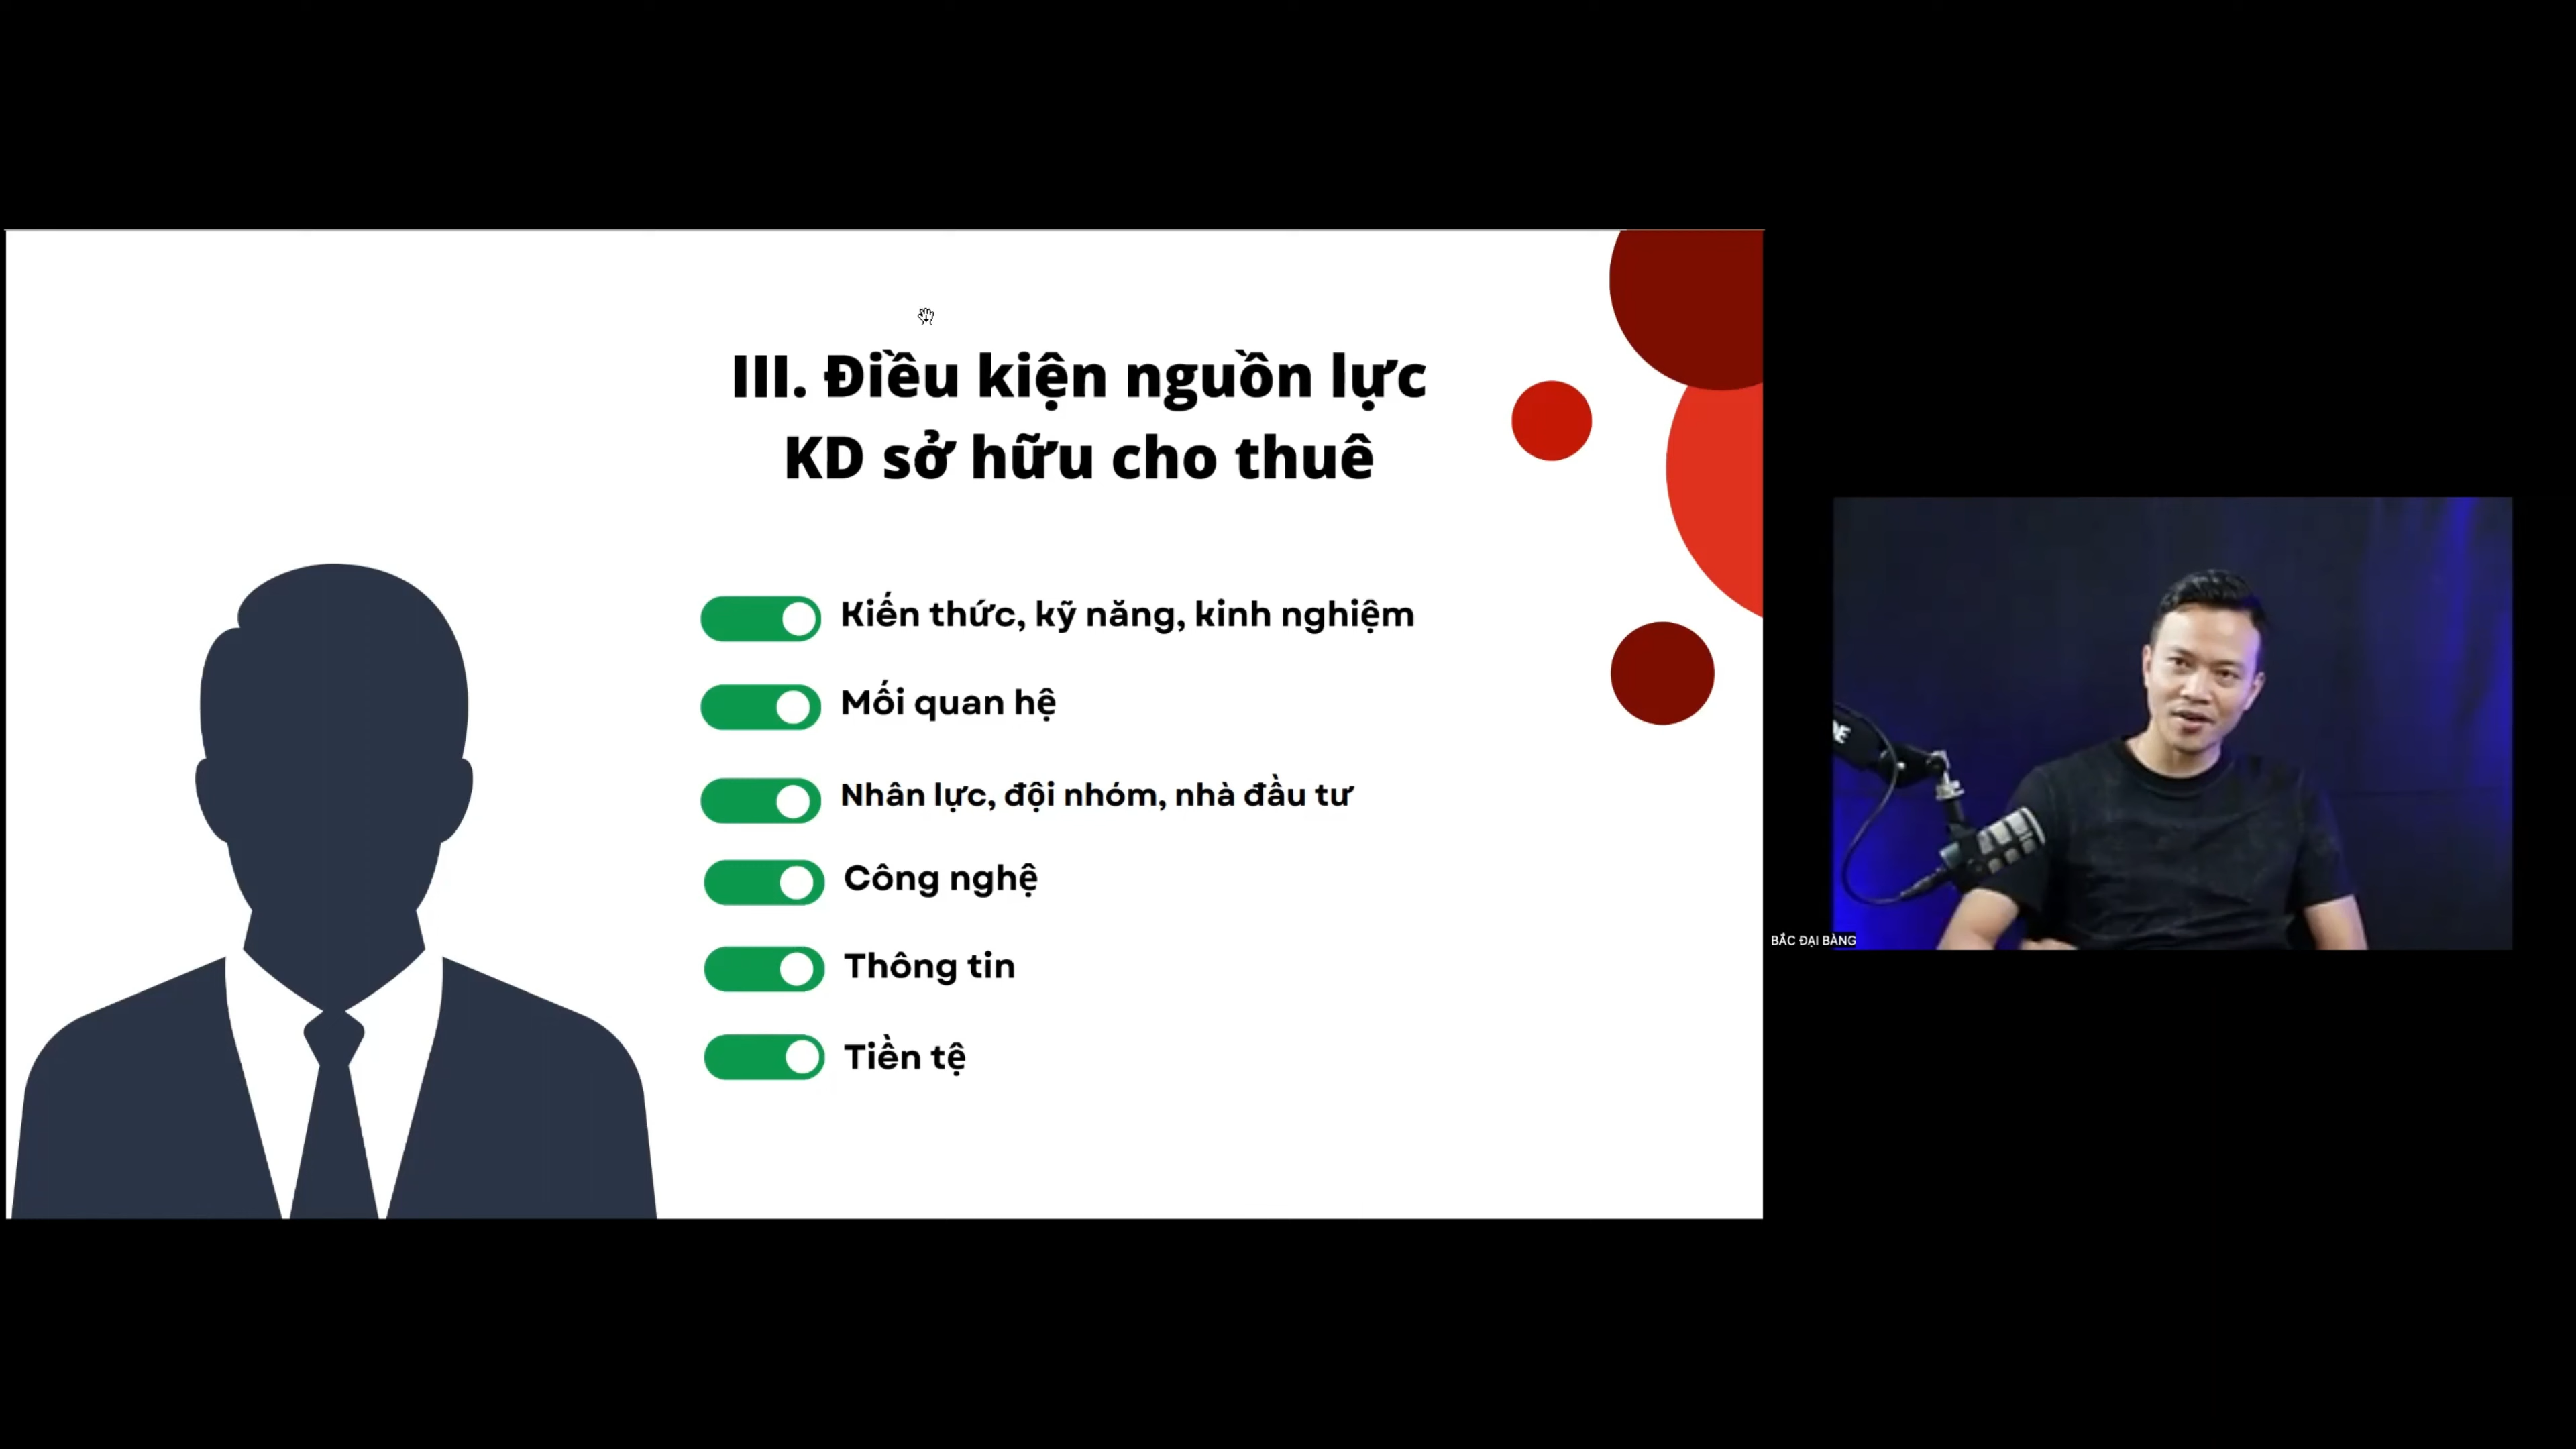 III. Điều kiện nguồn lực
KD sở hữu cho thuê
Kiến thức, kỹ năng, kinh nghiệm
Mối quan hệ
Nhân lực, đội nhóm, nhà đầu tư
Công nghệ
Thông tin
Tiền tệ
BẮC ĐẠI BÀNG